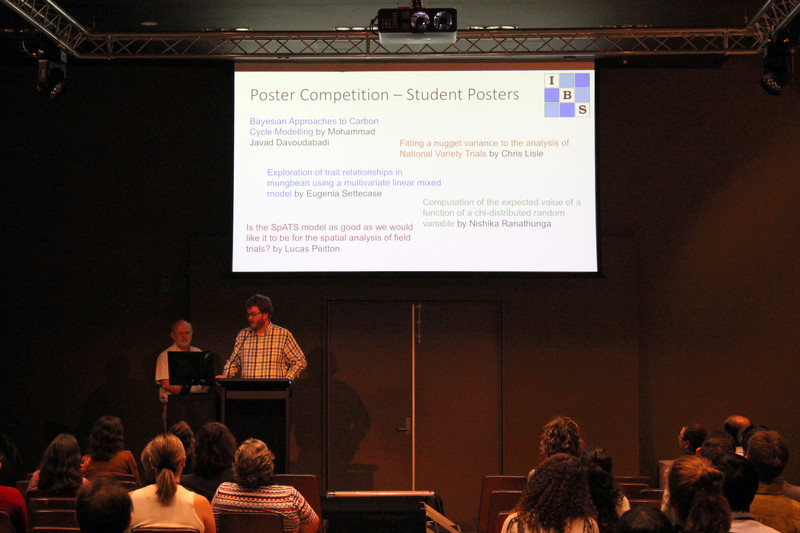 Poster Competition – Student Posters
I
B
S
Bayesian Approaches to Carbon
Cycle Modelling by Mohammad
Javad Davoudabadi
Fitting a nugget variance to the analysis of
National Variety Trials by Chris Lisle
Exploration of trait relationships in
mungbean using a multivariate linear mixed
model by Eugenia Settecase
Computation of the expected value of a
function of a chi-distributed random
variable by Nishika Ranathunga
Is the SpATS model as good as we would
like it to be for the spatial analysis of field
trials? by Lucas Peitton